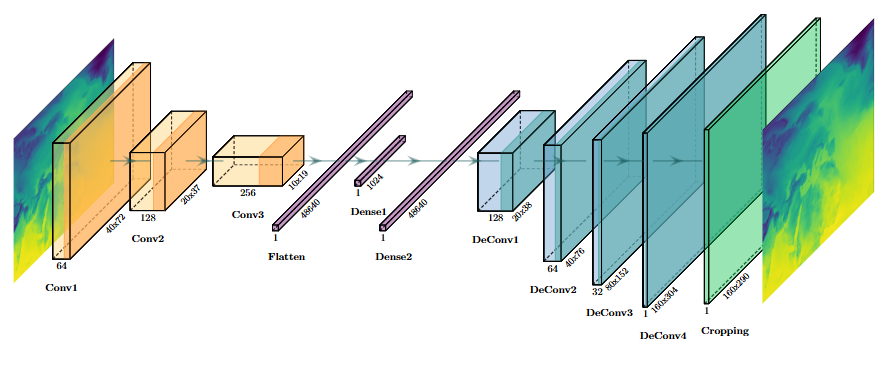 64
40x72
Conv1
128
20x37
Conv2
256
10x19
Conv3
1
48640
Flatten
1
1024
Dense1
1
48640
Dense2
128
20x38
DeConv1
64
40x76
DeConv2
32
80x152
DeConv3
1
160x304
DeConv4
1
160x290
Cropping